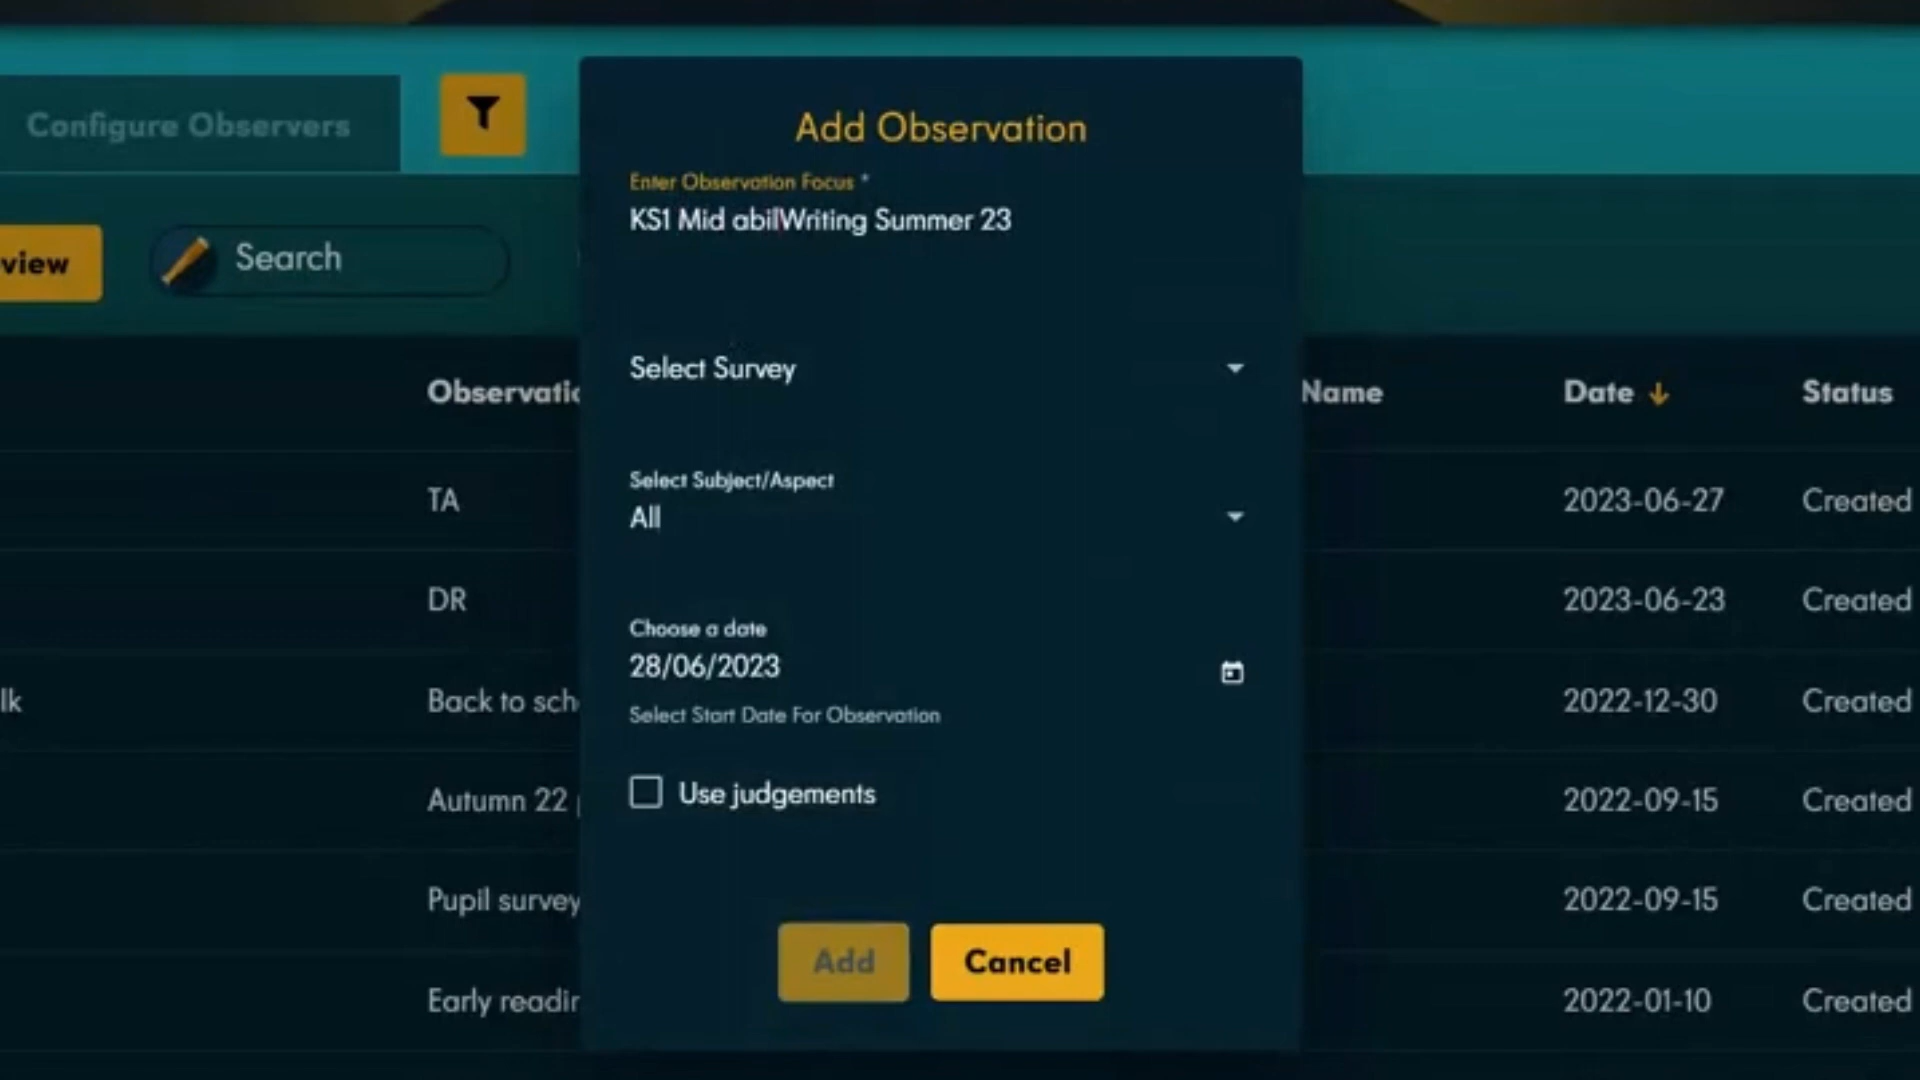 Configure Observers
Add Observation
Enter Observation Focus *
KS1 Mid abilWriting Summer 23
view
Search
Select Survey
Observatio
Name
Date
Status
Select Subject/Aspect
All
TA
2023-06-27
Created
DR
2023-06-23
Created
Choose a date
28/06/2023
Select Start Date For Observation
lk
Back to sch
2022-12-30
Created
Use judgements
Autumn 22
2022-09-15
Created
Pupil survey
2022-09-15
Created
Add
Cancel
Early readin
2022-01-10
Created